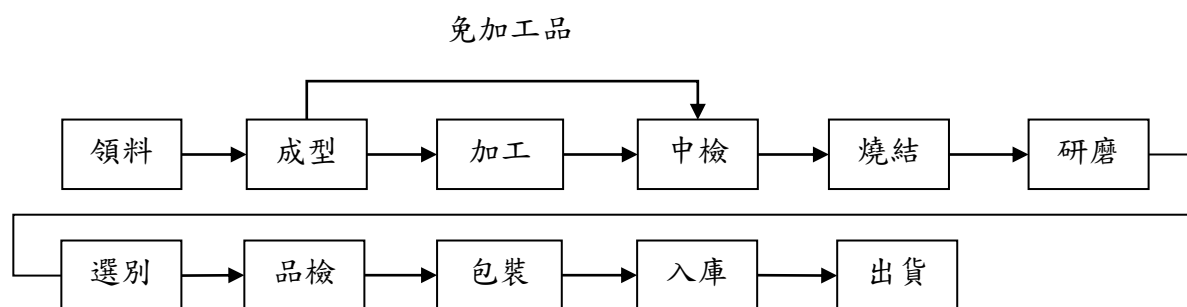 免加工品
領料 成型 加工 中檢 燒結 研磨
選別 品檢 包裝 入庫 出貨